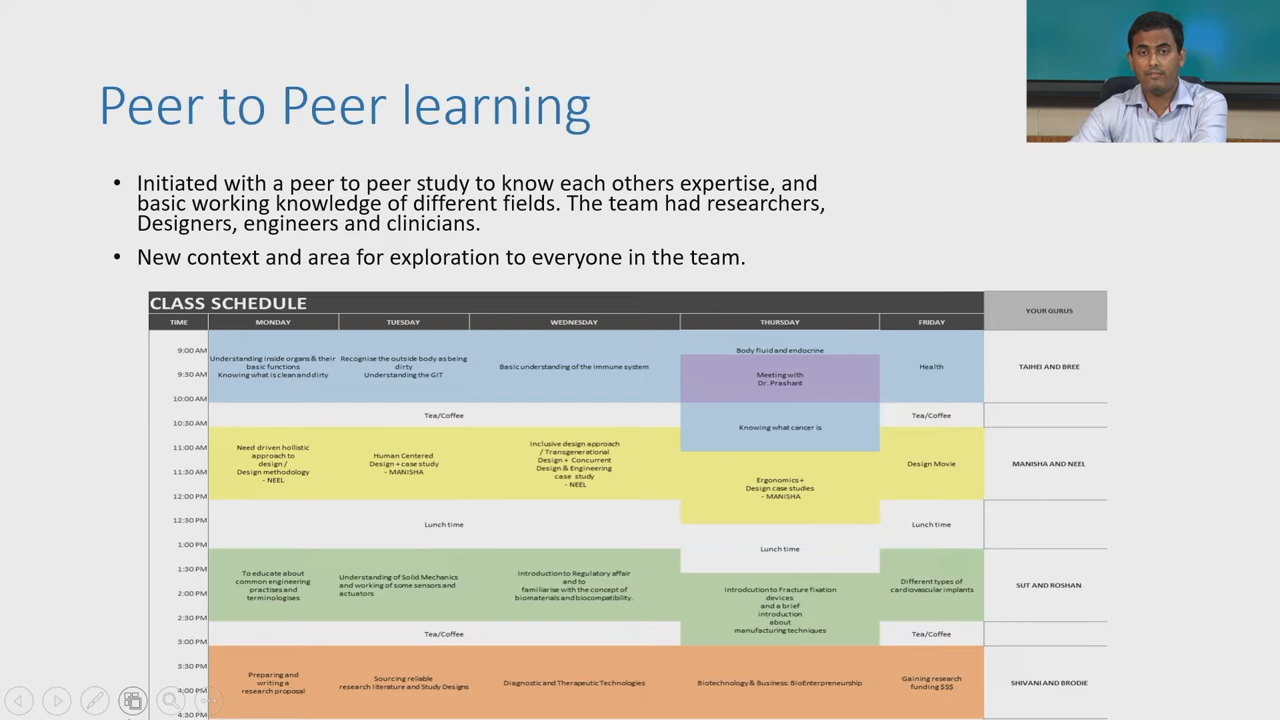 Peer to Peer learning
• Initiated with a peer to peer study to know each others expertise, and
basic working knowledge of different fields. The team had researchers,
Designers, engineers and clinicians.
• New context and area for exploration to everyone in the team.
CLASS SCHEDULE
YOUR GURUS
TIME MONDAY TUESDAY WEDNESDAY THURSDAY FRIDAY
9:00 AM
9:30 AM
10:00 AM
Understanding inside organs & their
basic functions
Knowing what is clean and dirty
Recognise the outside body as being
dirty
Understanding the GIT
Basic understanding of the immune system
Body fluid and endocrine
Meeting with
Dr. Prashant
Health
TAIHEI AND BREE
10:30 AM
Tea/Coffee
Knowing what cancer is
Tea/Coffee
11:00 AM
11:30 AM
12:00 PM
Need driven hollistic
approach to
design /
Design methodology
- NEEL
Human Centered
Design + case study
- MANISHA
Inclusive design approach
/ Transgenerational
Design + Concurrent
Design & Engineering
case study
- NEEL
Ergonomics +
Design case studies
- MANISHA
Design Movie
MANISHA AND NEEL
12:30 PM
1:00 PM
Lunch time
Lunch time
Lunch time
1:30 PM
2:00 PM
2:30 PM
To educate about
common engineering
practises and
terminologises
Understanding of Solid Mechanics
and working of some sensors and
actuators
Introduction to Regulatory affair
and to
familiarise with the concept of
biomaterials and biocompatibility.
Introdcution to Fracture fixation
devices
and a brief
introduction
about
manufacturing techniques
Different types of
cardiovascular implants
SUT AND ROSHAN
3:00 PM
Tea/Coffee
Tea/Coffee
3:30 PM
4:00 PM
4:30 PM
Preparing and
writing a
research proposal
Sourcing reliable
research literature and Study Designs
Diagnostic and Therapeutic Technologies
Biotechnology & Business: BioEnterpreneurship
Gaining research
funding $$$
SHIVANI AND BRODIE